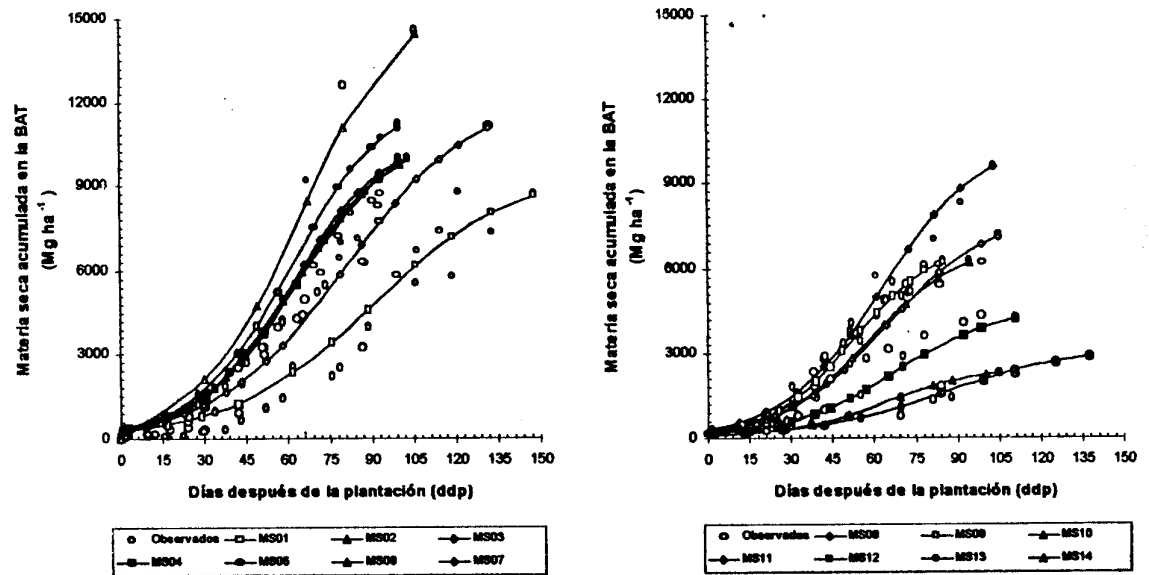 15000
12000
9000
6000
3000
0
Materia seca acumulada en la BAT
(Mg ha⁻¹)
0 15 30 45 60 75 90 105 120 135 150
Días después de la plantación (ddp)
Observados MS01 MS02 MS03
MS04 MS05 MS06 MS07
15000
12000
9000
6000
3000
0
Materia seca acumulada en la BAT
(Mg ha⁻¹)
0 15 30 45 60 75 90 105 120 135 150
Días después de la plantación (ddp)
Observados MS08 MS09 MS10
MS11 MS12 MS13 MS14